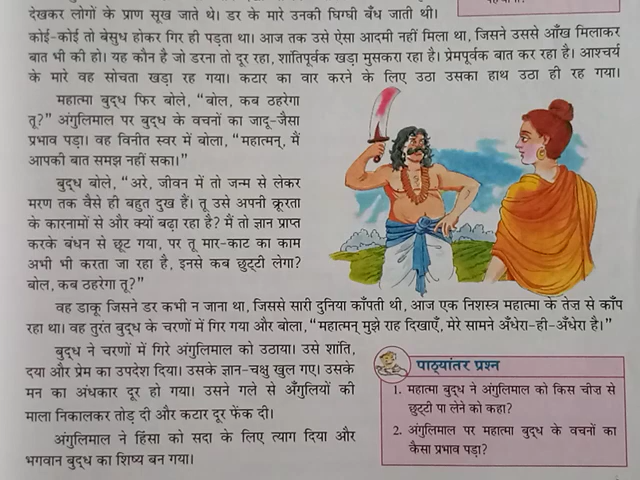 देखकर लोगों के प्राण सूख जाते थे। डर के मारे उनकी घिग्घी बँध जाती थी।
कोई-कोई तो बेसुध होकर गिर ही पड़ता था। आज तक उसे ऐसा आदमी नहीं मिला था, जिसने उससे आँख मिलाकर
बात भी की हो। यह कौन है जो डरना तो दूर रहा, शांतिपूर्वक खड़ा मुसकरा रहा है। प्रेमपूर्वक बात कर रहा है। आश्चर्य
के मारे वह सोचता खड़ा रह गया। कटार का वार करने के लिए उठा उसका हाथ उठा ही रह गया।
महात्मा बुद्ध फिर बोले, “बोल, कब ठहरेगा
तू?” अंगुलिमाल पर बुद्ध के वचनों का जादू-जैसा
प्रभाव पड़ा। वह विनीत स्वर में बोला, “महात्मन्, मैं
आपकी बात समझ नहीं सका।”
बुद्ध बोले, “अरे, जीवन में तो जन्म से लेकर
मरण तक वैसे ही बहुत दुख हैं। तू उसे अपनी क्रूरता
के कारनामों से और क्यों बढ़ा रहा है? मैं तो ज्ञान प्राप्त
करके बंधन से छूट गया, पर तू मार-काट का काम
अभी भी करता जा रहा है, इनसे कब छुट्टी लेगा?
बोल, कब ठहरेगा तू?”
वह डाकू जिसने डर कभी न जाना था, जिससे सारी दुनिया काँपती थी, आज एक निशस्त्र महात्मा के तेज़ से काँप
रहा था। वह तुरंत बुद्ध के चरणों में गिर गया और बोला, “महात्मन् मुझे राह दिखाएँ, मेरे सामने अँधेरा-ही-अँधेरा है।”
बुद्ध ने चरणों में गिरे अंगुलिमाल को उठाया। उसे शांति,
दया और प्रेम का उपदेश दिया। उसके ज्ञान-चक्षु खुल गए। उसके
मन का अंधकार दूर हो गया। उसने गले से अँगुलियों की
माला निकालकर तोड़ दी और कटार दूर फेंक दी।
अंगुलिमाल ने हिंसा को सदा के लिए त्याग दिया और
भगवान बुद्ध का शिष्य बन गया।
पाठ्यांतर प्रश्न
1. महात्मा बुद्ध ने अंगुलिमाल को किस चीज़ से
छुट्टी पा लेने को कहा?
2. अंगुलिमाल पर महात्मा बुद्ध के वचनों का
कैसा प्रभाव पड़ा?